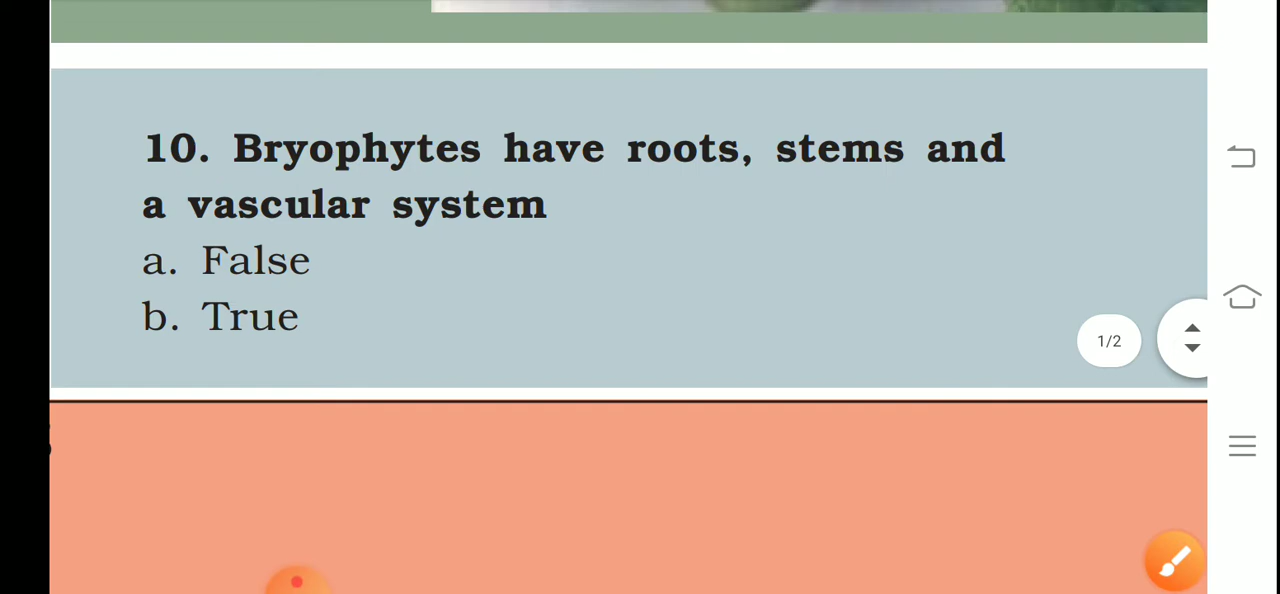 10. Bryophytes have roots, stems and
a vascular system
a. False
b. True
1/2